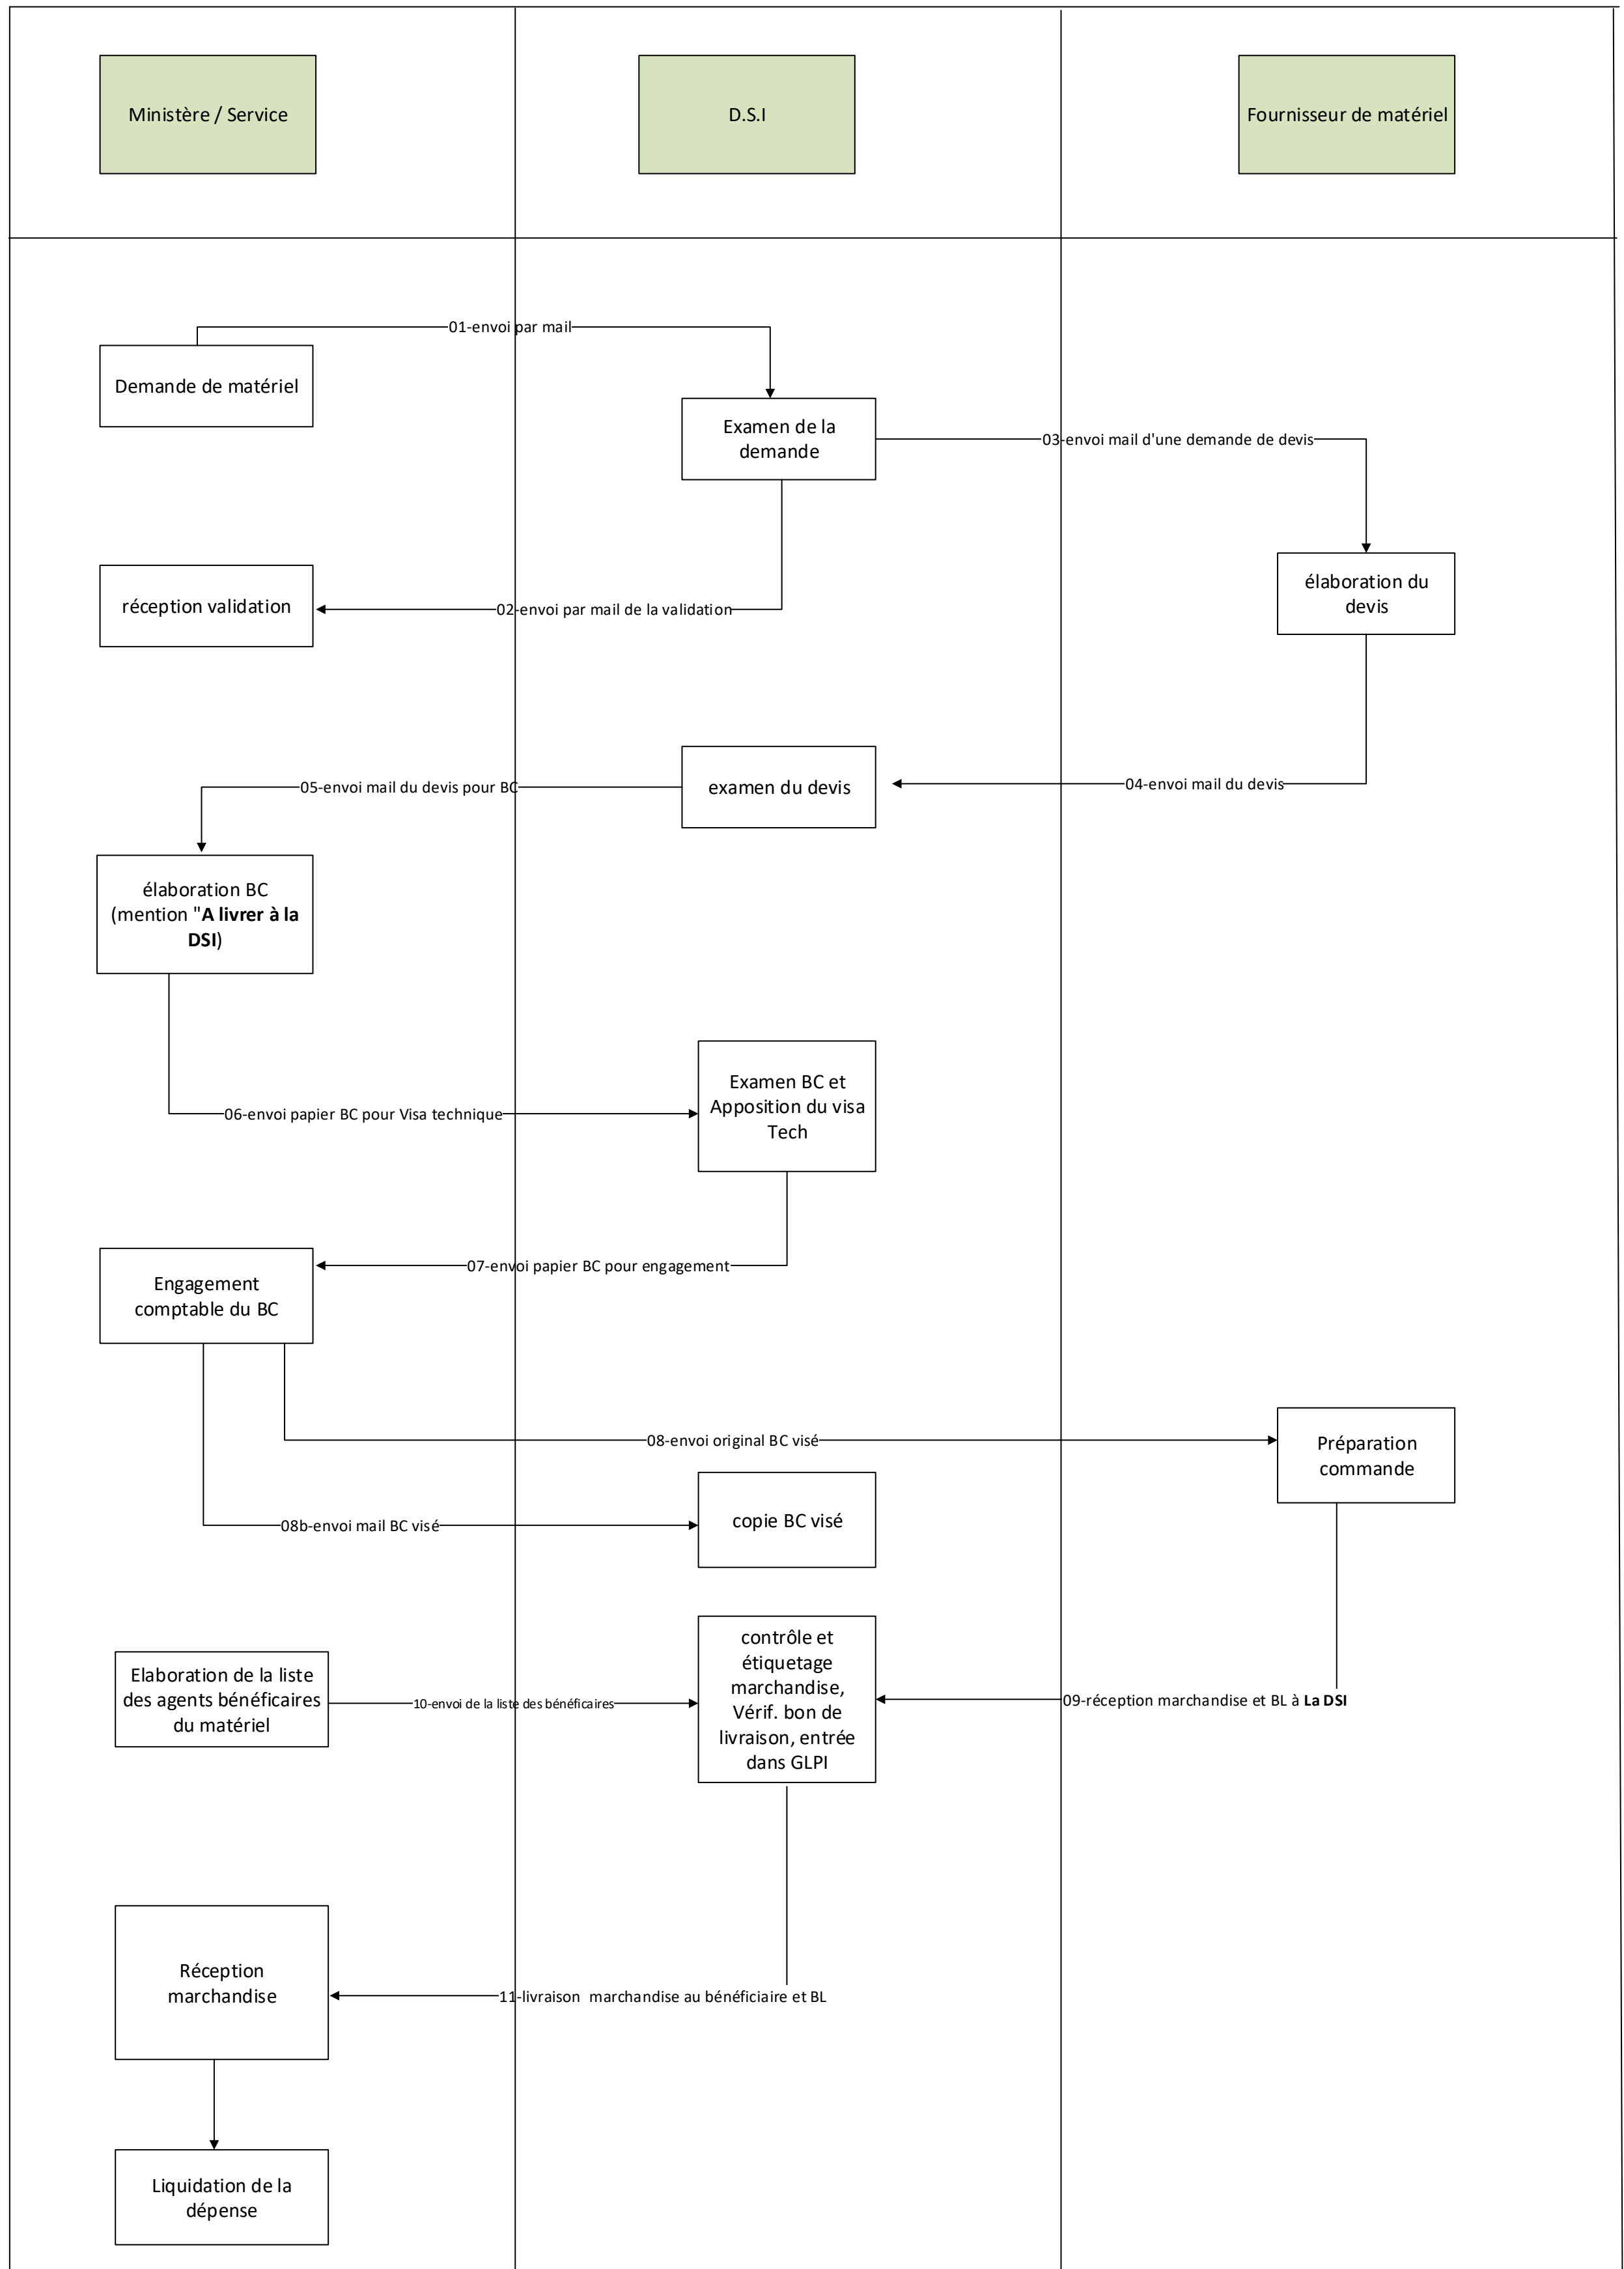 Ministère / Service
D.S.I
Fournisseur de matériel
01-envoi par mail
Demande de matériel
Examen de la
demande
03-envoi mail d'une demande de devis
élaboration du
devis
réception validation
02-envoi par mail de la validation
examen du devis
04-envoi mail du devis
05-envoi mail du devis pour BC
élaboration BC
(mention "A livrer à la
DSI)
Examen BC et
Apposition du visa
Tech
06-envoi papier BC pour Visa technique
07-envoi papier BC pour engagement
Engagement
comptable du BC
08-envoi original BC visé
Préparation
commande
copie BC visé
08b-envoi mail BC visé
contrôle et
étiquetage
marchandise,
Vérif. bon de
livraison, entrée
dans GLPI
Elaboration de la liste
des agents bénéficaires
du matériel
10-envoi de la liste des bénéficaires
09-réception marchandise et BL à La DSI
Réception
marchandise
11-livraison  marchandise au bénéficiaire et BL
Liquidation de la
dépense